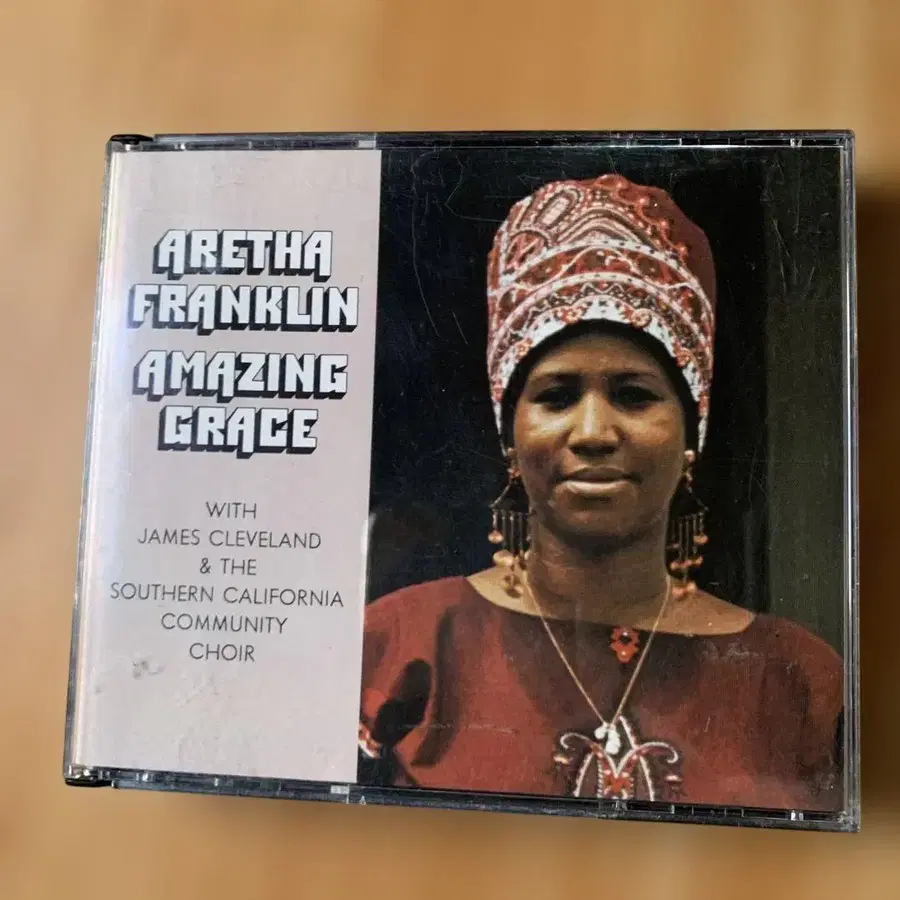 ARETHA
FRANKLIN
AMAZING
GRACE
WITH
JAMES CLEVELAND
& THE
SOUTHERN CALIFORNIA
COMMUNITY
CHOIR